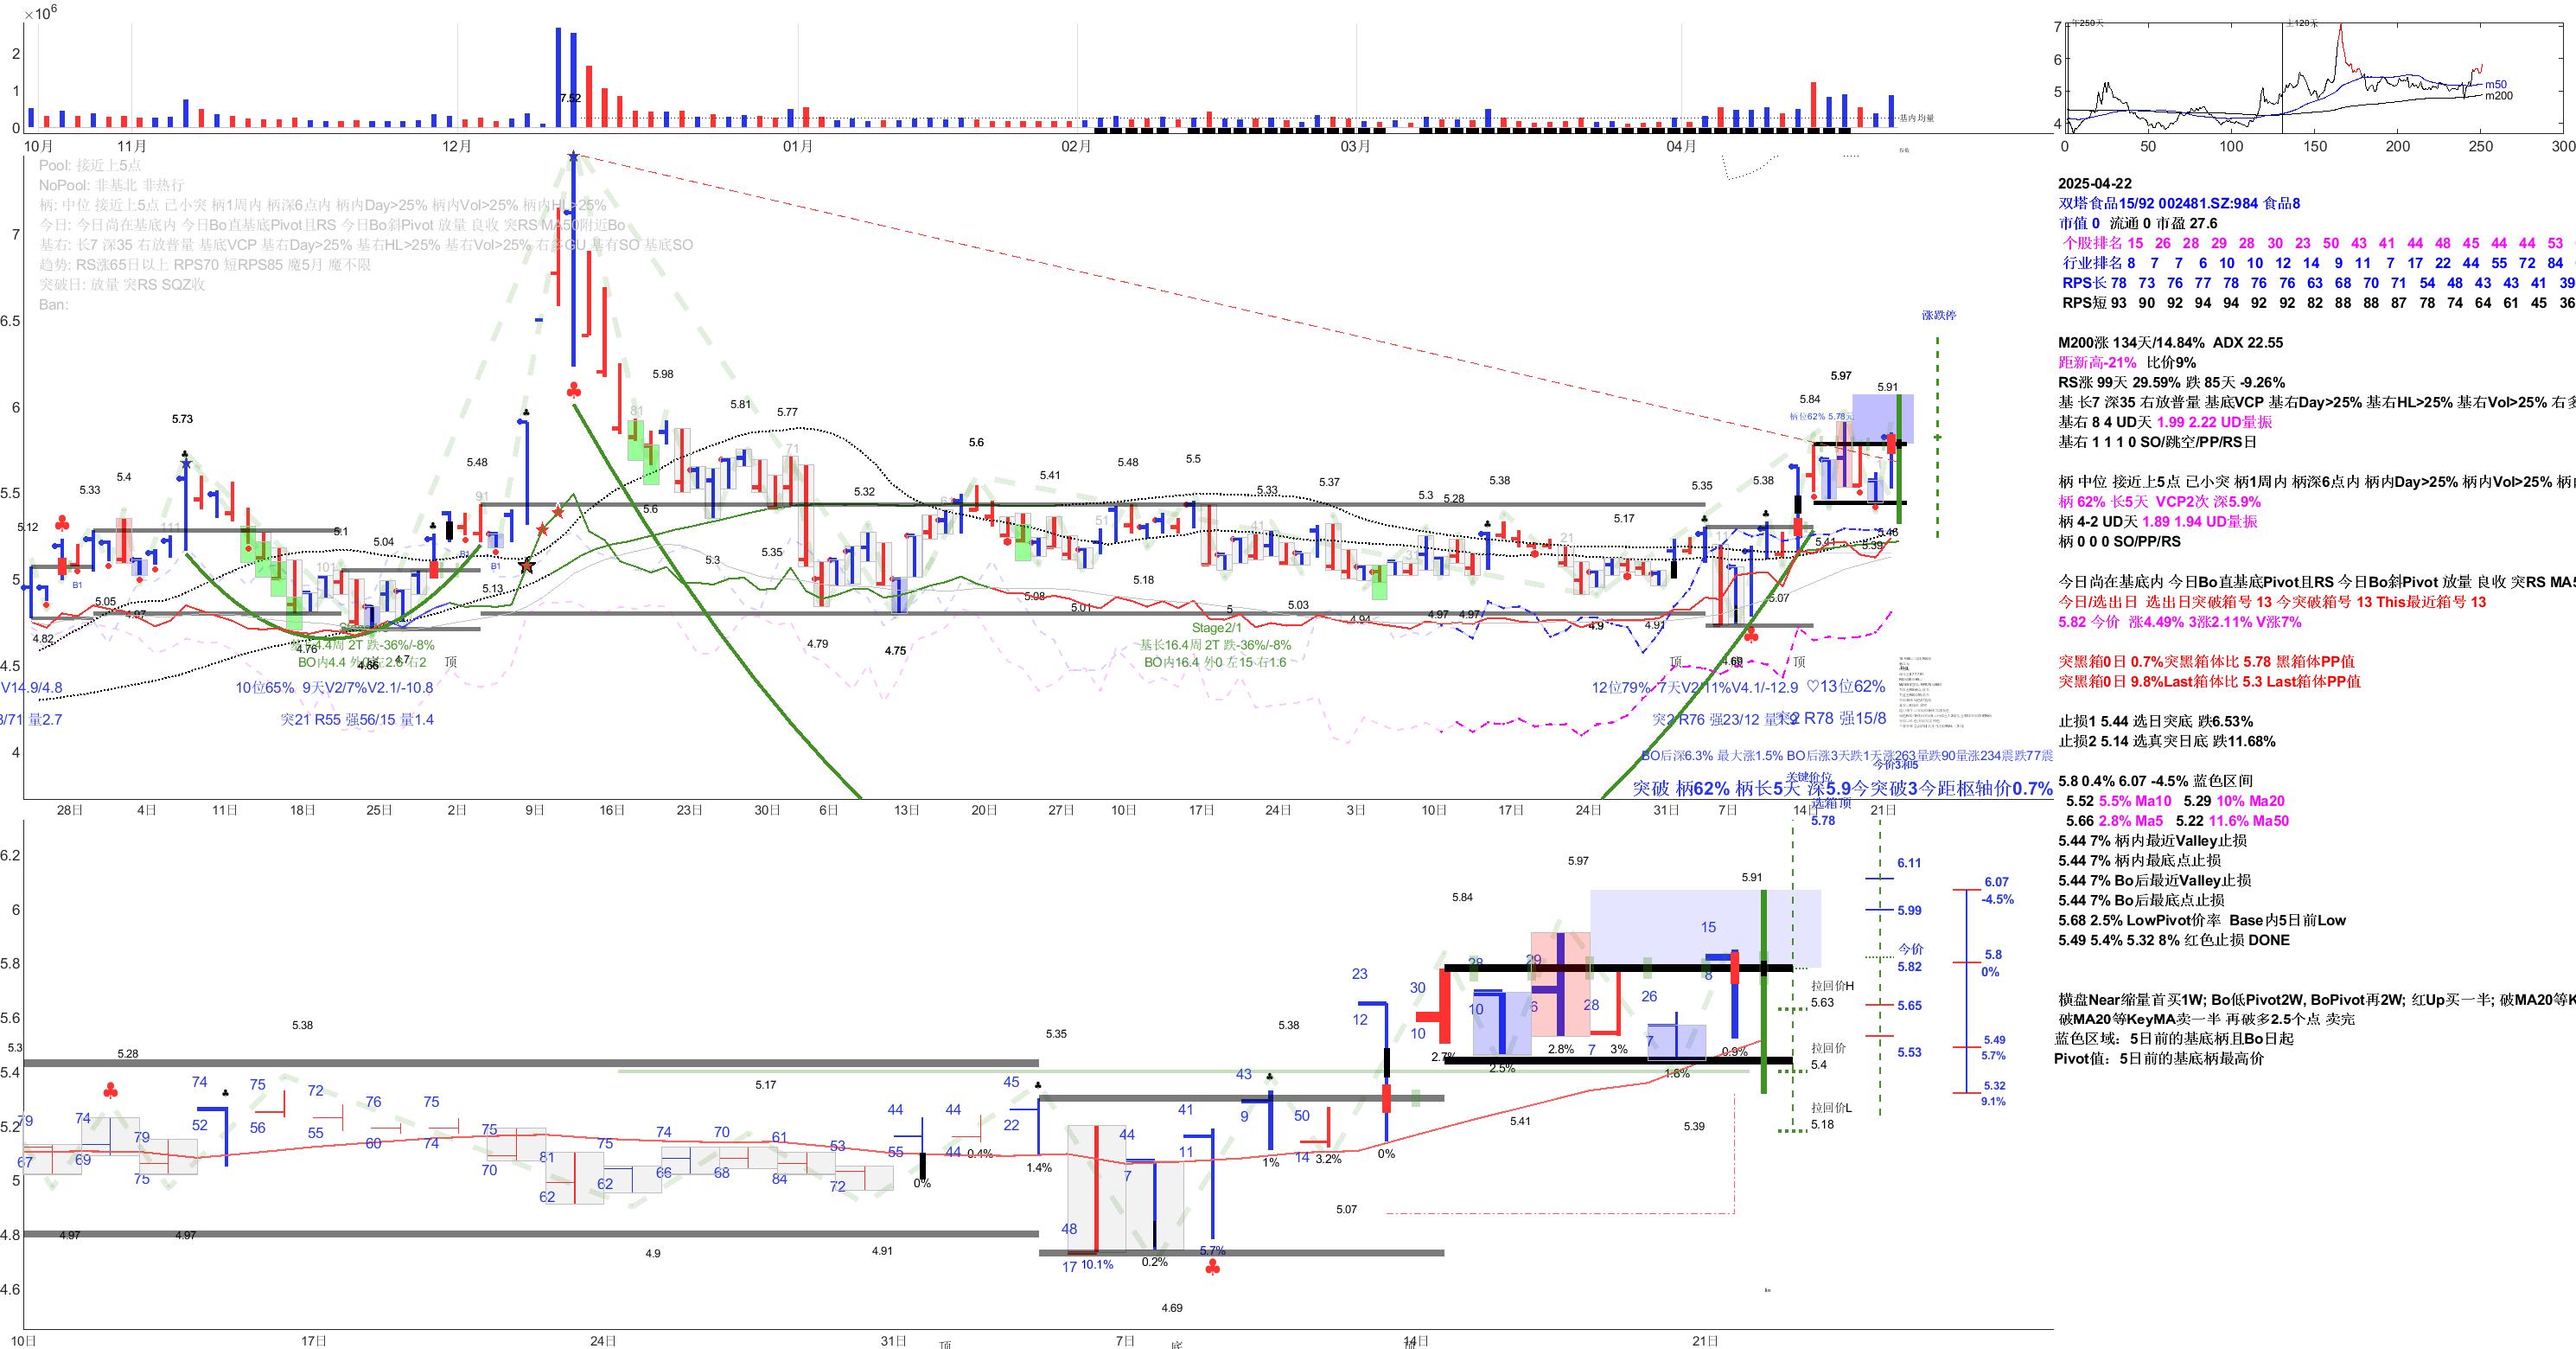 ×10⁶
2
1
0
7.52
基内均量
10月 11月 12月 01月 02月 03月 04月
Pool: 接近上5点
NoPool: 非基北 非热行
柄: 中位 接近上5点 己小突 柄1周内 柄深6点内 柄内Day>25% 柄内Vol>25% 柄内HL>25%
今日: 今日尚在基底内 今日Bo直基底Pivot且RS 今日Bo斜Pivot 放量 良收 突RS MA50附近Bo
基右: 长7 深35 右放普量 基底VCP 基右Day>25% 基右HL>25% 基右Vol>25% 右多GU 基有SO 基底SO
趋势: RS涨65日以上 RPS70 短RPS85 魔5月 魔不限
突破日: 放量 突RS SQZ收
Ban:
7
6.5
6
5.5
5
4.5
4
5.12 5.33 5.4 5.73 5.1 5.04 5.48 5.98 5.81 5.77 5.32 5.6 5.41 5.48 5.5 5.33 5.37 5.3 5.28 5.38 5.17 5.35 5.38 5.84 5.97 5.91
柄位62% 5.78元
涨跌停
4.82 5.05 4.97 4.76 4.66 4.7 5.13 5.6 5.3 5.35 4.79 4.75 5.08 5.01 5.18 5 5.03 4.94 4.97 4.97 4.9 4.91 4.69 5.07 5.41 5.39 5.48
B1 B1
BO内4.4 外0左2.6右2
Stage2/1
基长16.4周 2T 跌-36%/-8%
BO内16.4 外0 左15 右1.6
顶 顶 顶
V14.9/4.8
10位65% 9天V2/7%V2.1/-10.8
12位79% 7天V2/11%V4.1/-12.9 ♡13位62%
3/71 量2.7
突21 R55 强56/15 量1.4
突2 R76 强23/12 量1.9
突2 R78 强15/8
BO后深6.3% 最大涨1.5% BO后涨3天跌1天涨263量跌90量涨234震跌77震
关键价位
今价3和5
突破 柄62% 柄长5天 深5.9今突破3今距枢轴价0.7%
28日 4日 11日 18日 25日 2日 9日 16日 23日 30日 6日 13日 20日 27日 3日 10日 17日 24日 3日 10日 17日 24日 31日 7日 14日 21日
选箱顶
5.78
6.2
6
5.8
5.6
5.4
5.2
5
4.8
4.6
5.3 5.28 5.38 5.17 5.35 5.38 5.84 5.97 5.91
4.97 4.97 4.9 4.91 4.69 5.07 5.41 5.39
79 74 79 74 75 72 76 75 75 81 75 74 70 61 53 44 44 45 44 41 43 50 23 30 28 29 28 26 15
67 69 75 52 56 55 60 74 70 62 62 66 68 84 72 55 44 22 48 17 7 11 9 14 12 10 10 6 7 7 8
0% 0.4% 1.4% 10.1% 0.2% 5.7% 1% 3.2% 0% 2.7% 2.5% 2.8% 3% 1.8% 0.9%
拉回价H
5.63
拉回价
5.4
拉回价L
5.18
6.11
5.99
今价
5.82
5.65
5.53
6.07
-4.5%
5.8
0%
5.49
5.7%
5.32
9.1%
10日 17日 24日 31日 7日 14日 21日
顶 底
7
6
5
4
年250天
上120天
m50
m200
0 50 100 150 200 250 300
2025-04-22
双塔食品15/92 002481.SZ:984 食品8
市值 0 流通 0 市盈 27.6
个股排名 15 26 28 29 28 30 23 50 43 41 44 48 45 44 44 53
行业排名 8 7 7 6 10 10 12 14 9 11 7 17 22 44 55 72 84
RPS长 78 73 76 77 78 76 76 63 68 70 71 54 48 43 43 41 39
RPS短 93 90 92 94 94 92 92 82 88 88 87 78 74 64 61 45 36
M200涨 134天/14.84% ADX 22.55
距新高-21% 比价9%
RS涨 99天 29.59% 跌 85天 -9.26%
基 长7 深35 右放普量 基底VCP 基右Day>25% 基右HL>25% 基右Vol>25% 右多
基右 8 4 UD天 1.99 2.22 UD量振
基右 1 1 1 0 SO/跳空/PP/RS日
柄 中位 接近上5点 己小突 柄1周内 柄深6点内 柄内Day>25% 柄内Vol>25%
柄 62% 长5天 VCP2次 深5.9%
柄 4-2 UD天 1.89 1.94 UD量振
柄 0 0 0 SO/PP/RS
今日尚在基底内 今日Bo直基底Pivot且RS 今日Bo斜Pivot 放量 良收 突RS
今日/选出日 选出日突破箱号 13 今突破箱号 13 This最近箱号 13
5.82 今价 涨4.49% 3涨2.11% V涨7%
突黑箱0日 0.7%突黑箱体比 5.78 黑箱体PP值
突黑箱0日 9.8%Last箱体比 5.3 Last箱体PP值
止损1 5.44 选日突底 跌6.53%
止损2 5.14 选真突日底 跌11.68%
5.8 0.4% 6.07 -4.5% 蓝色区间
5.52 5.5% Ma10 5.29 10% Ma20
5.66 2.8% Ma5 5.22 11.6% Ma50
5.44 7% 柄内最近Valley止损
5.44 7% 柄内最底点止损
5.44 7% Bo后最近Valley止损
5.44 7% Bo后最底点止损
5.68 2.5% LowPivot价率 Base内5日前Low
5.49 5.4% 5.32 8% 红色止损 DONE
横盘Near缩量首买1W; Bo低Pivot2W, BoPivot再2W; 红Up买一半; 破MA20等
破MA20等KeyMA卖一半 再破多2.5个点 卖完
蓝色区域：5日前的基底柄且Bo日起
Pivot值：5日前的基底柄最高价